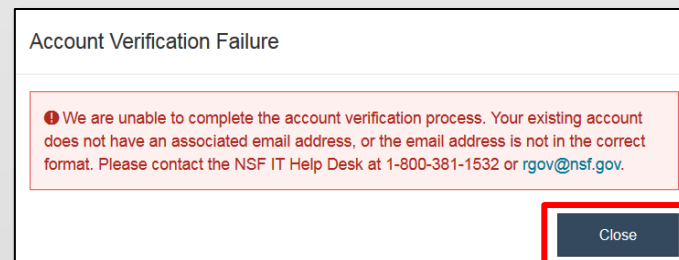 Account Verification Failure
We are unable to complete the account verification process. Your existing account
does not have an associated email address, or the email address is not in the correct
format. Please contact the NSF IT Help Desk at 1-800-381-1532 or rgov@nsf.gov.
Close